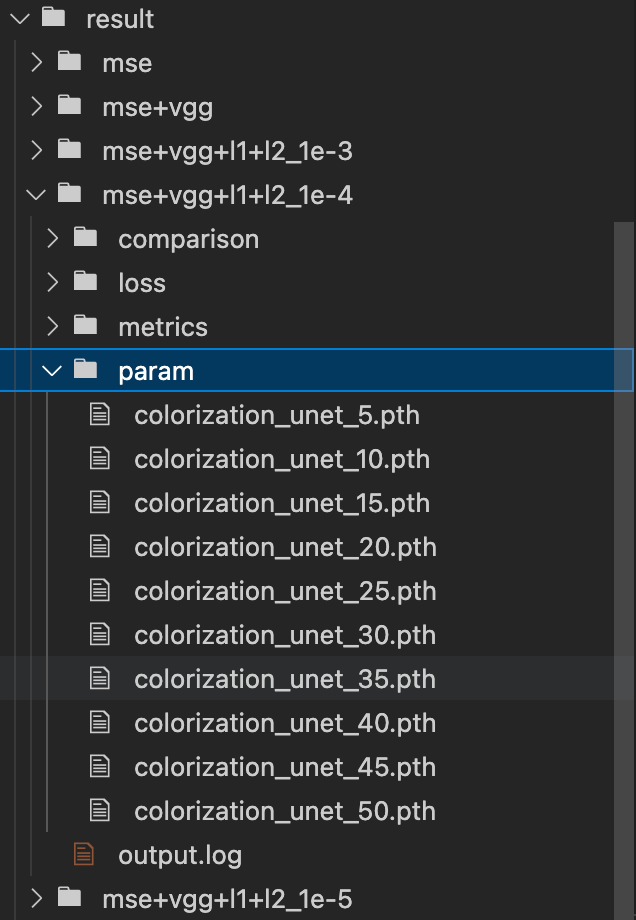 result
mse
mse+vgg
mse+vgg+l1+l2_1e-3
mse+vgg+l1+l2_1e-4
comparison
loss
metrics
param
colorization_unet_5.pth
colorization_unet_10.pth
colorization_unet_15.pth
colorization_unet_20.pth
colorization_unet_25.pth
colorization_unet_30.pth
colorization_unet_35.pth
colorization_unet_40.pth
colorization_unet_45.pth
colorization_unet_50.pth
output.log
mse+vgg+l1+l2_1e-5